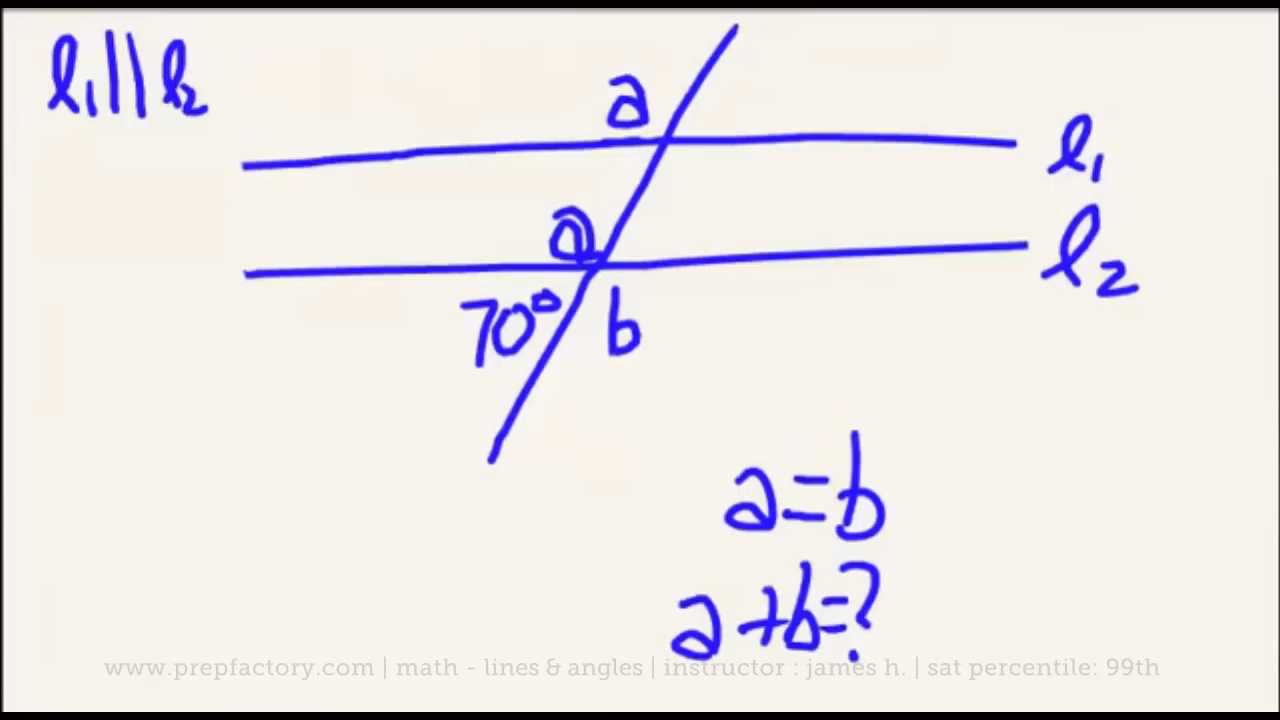 l₁ || l₂
a
l₁
a
l₂
70° b
a=b
a+b=?
www.prepfactory.com | math - lines & angles | instructor : james h. | sat percentile: 99th